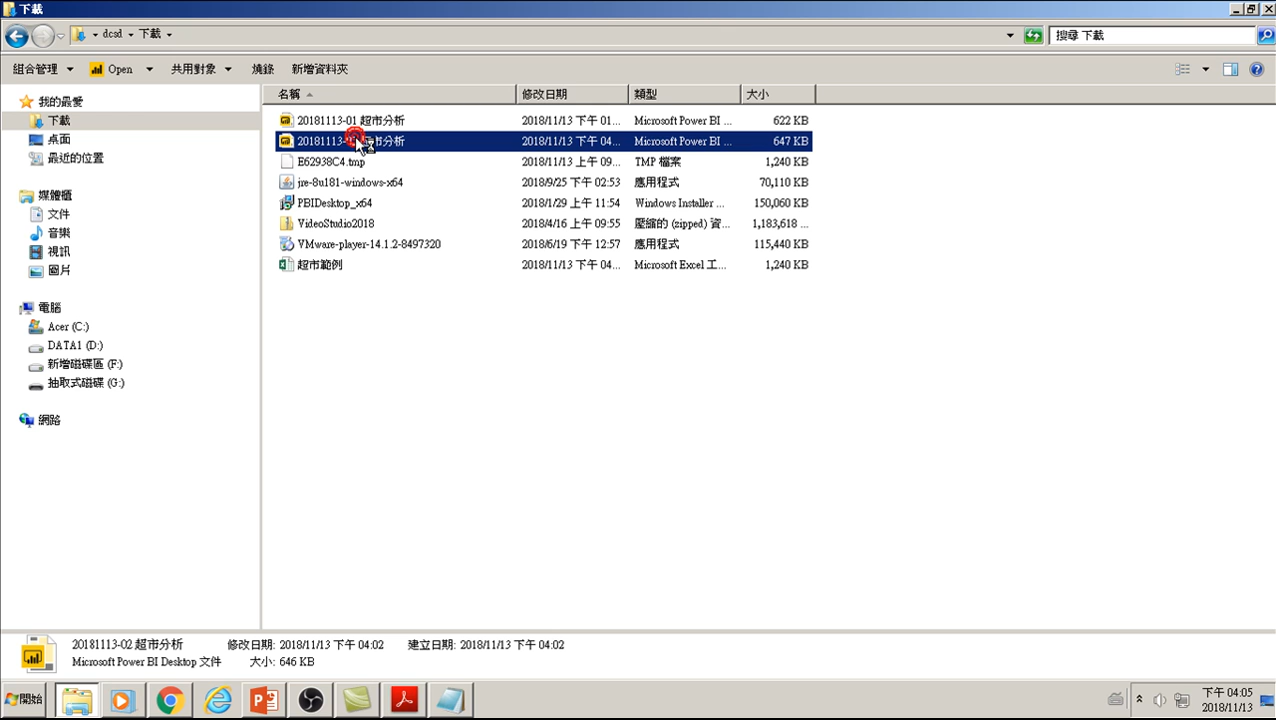 下載
dcsd 下載
搜尋 下載
組合管理 Open 共用對象 燒錄 新增資料夾
我的最愛
下載
桌面
最近的位置
媒體櫃
文件
音樂
視訊
圖片
電腦
Acer (C:)
DATA1 (D:)
新增磁碟區 (F:)
抽取式磁碟 (G:)
網路
名稱 修改日期 類型 大小
20181113-01 超市分析 2018/11/13 下午 01... Microsoft Power BI ... 622 KB
20181113- 市分析 2018/11/13 下午 04... Microsoft Power BI ... 647 KB
E62938C4.tmp 2018/11/13 上午 09... TMP 檔案 1,240 KB
jre-8u181-windows-x64 2018/9/25 下午 02:53 應用程式 70,110 KB
PBIDesktop_x64 2018/1/29 上午 11:54 Windows Installer ... 150,060 KB
VideoStudio2018 2018/4/16 上午 09:55 壓縮的 (zipped) 資... 1,183,618 ...
VMware-player-14.1.2-8497320 2018/6/19 下午 12:57 應用程式 115,440 KB
超市範例 2018/11/13 下午 04... Microsoft Excel 工... 1,240 KB
20181113-02 超市分析 修改日期: 2018/11/13 下午 04:02 建立日期: 2018/11/13 下午 04:02
Microsoft Power BI Desktop 文件 大小: 646 KB
開始
下午 04:05
2018/11/13